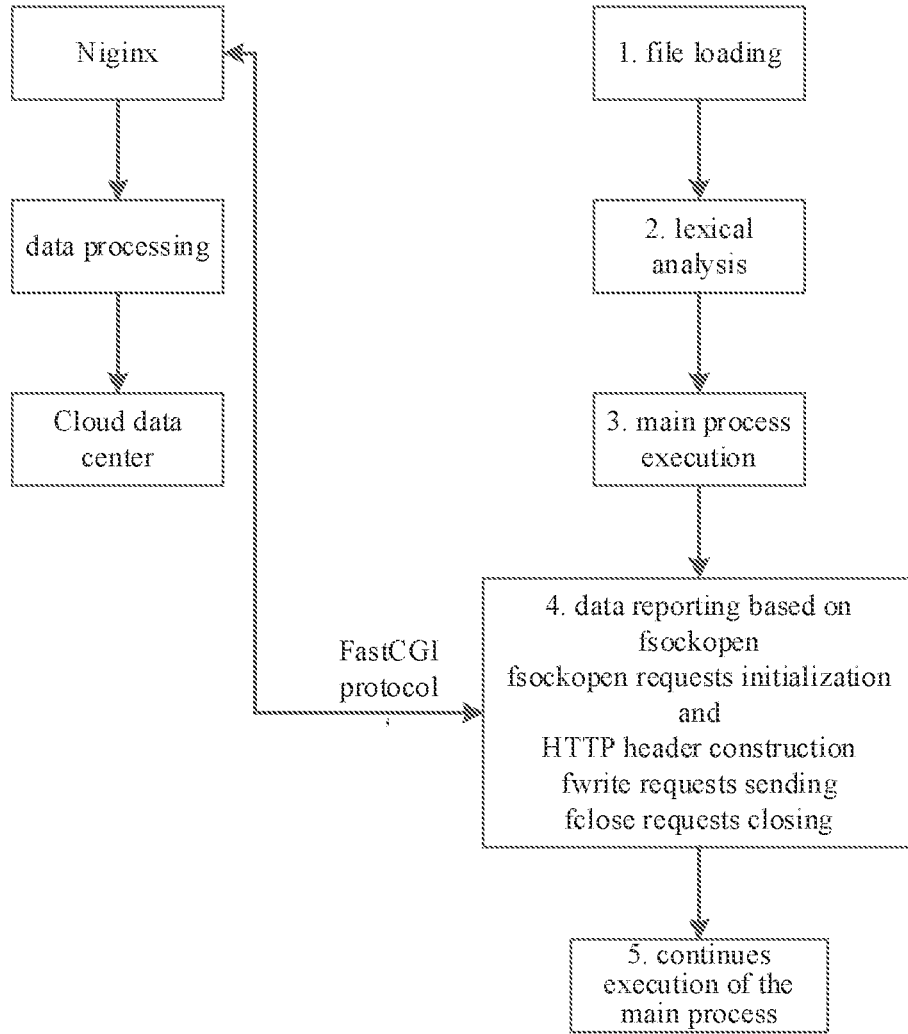 Niginx
data processing
Cloud data
center
FastCGI
protocol
1. file loading
2. lexical
analysis
3. main process
execution
4. data reporting based on
fsockopen
fsockopen requests initialization
and
HTTP header construction
fwrite requests sending
fclose requests closing
5. continues
execution of the
main process